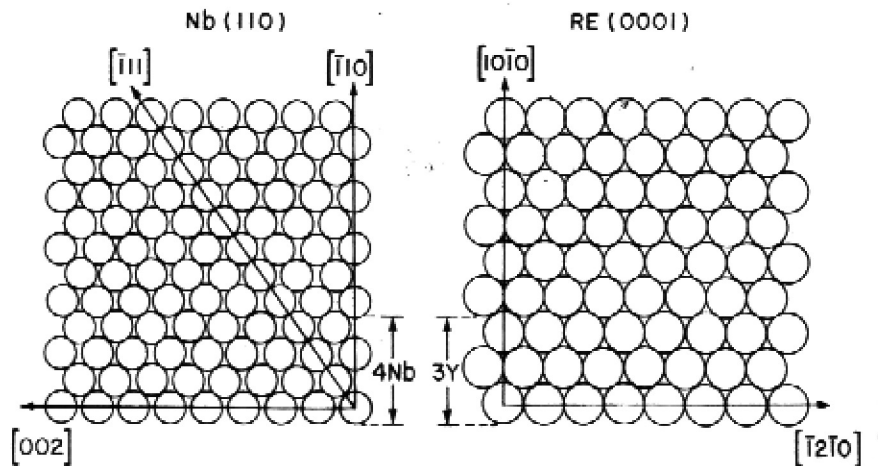 Nb (110)
RE (0001)
[1̄11]
[1̄10]
[101̄0]
4Nb
3Y
[002]
[1̄21̄0]